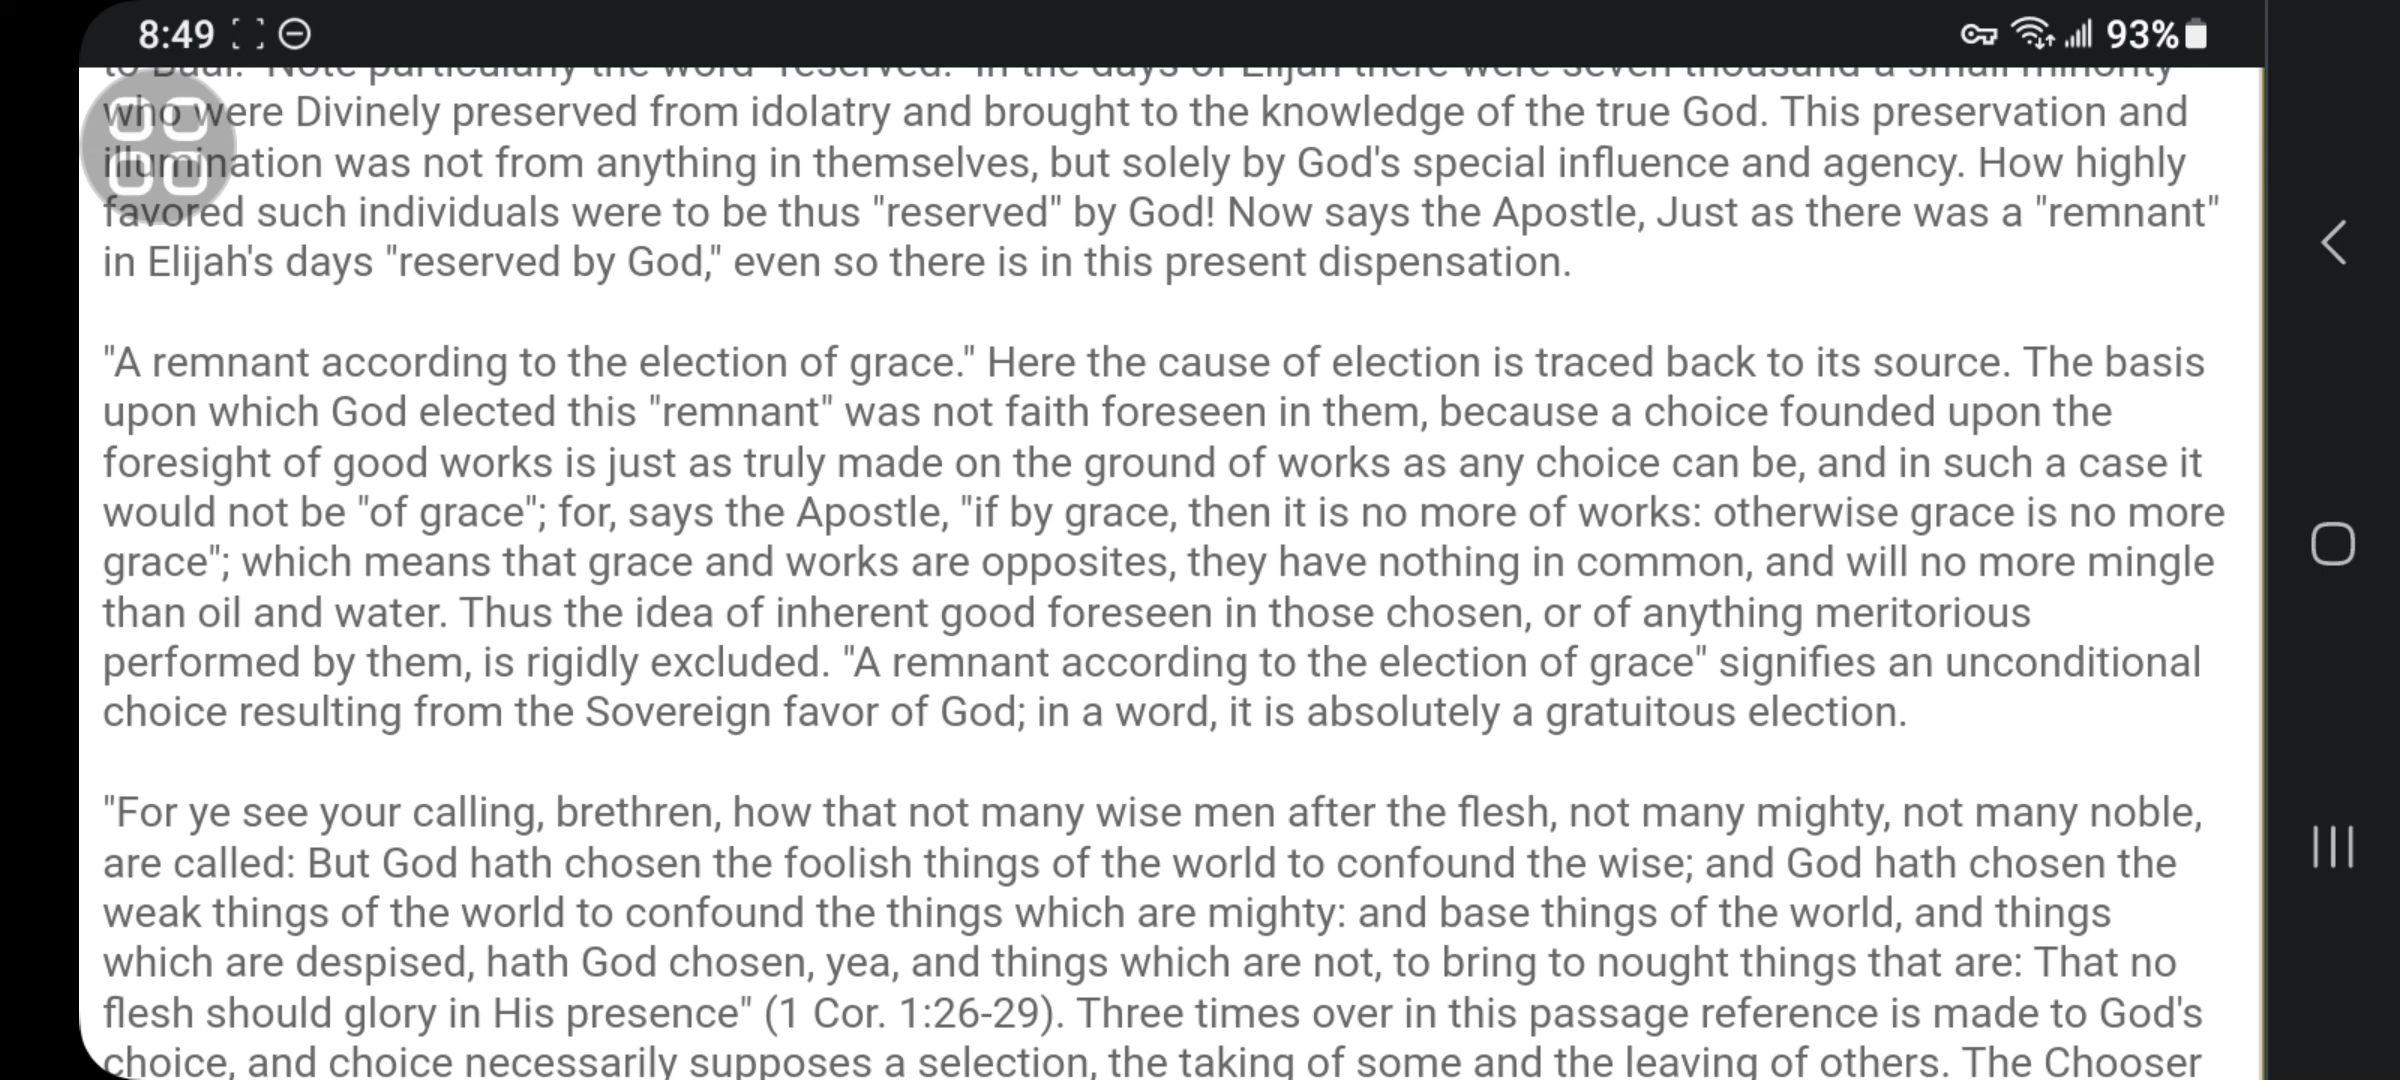 8:49
93%
to Baal." Note particularly the word "reserved." In the days of Elijah there were seven thousand a small minority
who were Divinely preserved from idolatry and brought to the knowledge of the true God. This preservation and
illumination was not from anything in themselves, but solely by God's special influence and agency. How highly
favored such individuals were to be thus "reserved" by God! Now says the Apostle, Just as there was a "remnant"
in Elijah's days "reserved by God," even so there is in this present dispensation.
"A remnant according to the election of grace." Here the cause of election is traced back to its source. The basis
upon which God elected this "remnant" was not faith foreseen in them, because a choice founded upon the
foresight of good works is just as truly made on the ground of works as any choice can be, and in such a case it
would not be "of grace"; for, says the Apostle, "if by grace, then it is no more of works: otherwise grace is no more
grace"; which means that grace and works are opposites, they have nothing in common, and will no more mingle
than oil and water. Thus the idea of inherent good foreseen in those chosen, or of anything meritorious
performed by them, is rigidly excluded. "A remnant according to the election of grace" signifies an unconditional
choice resulting from the Sovereign favor of God; in a word, it is absolutely a gratuitous election.
"For ye see your calling, brethren, how that not many wise men after the flesh, not many mighty, not many noble,
are called: But God hath chosen the foolish things of the world to confound the wise; and God hath chosen the
weak things of the world to confound the things which are mighty: and base things of the world, and things
which are despised, hath God chosen, yea, and things which are not, to bring to nought things that are: That no
flesh should glory in His presence" (1 Cor. 1:26-29). Three times over in this passage reference is made to God's
choice, and choice necessarily supposes a selection, the taking of some and the leaving of others. The Chooser